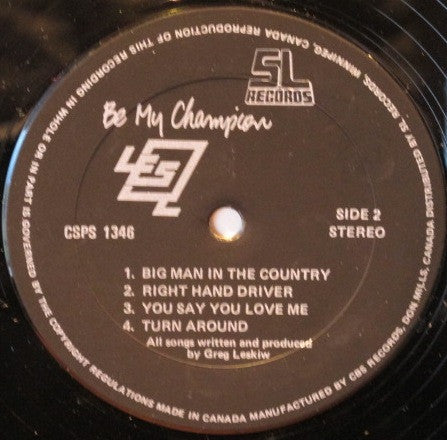 SL
RECORDS
Be My Champion
LES Q
CSPS 1346
SIDE 2
STEREO
1. BIG MAN IN THE COUNTRY
2. RIGHT HAND DRIVER
3. YOU SAY YOU LOVE ME
4. TURN AROUND
All songs written and produced
by Greg Leskiw
REPRODUCTION OF THIS RECORDING IN WHOLE OR IN PART IS GOVERNED BY THE COPYRIGHT REGULATIONS MADE IN CANADA MANUFACTURED BY CBS RECORDS, DON MILLS, CANADA DISTRIBUTED BY SL RECORDS, WINNIPEG, CANADA